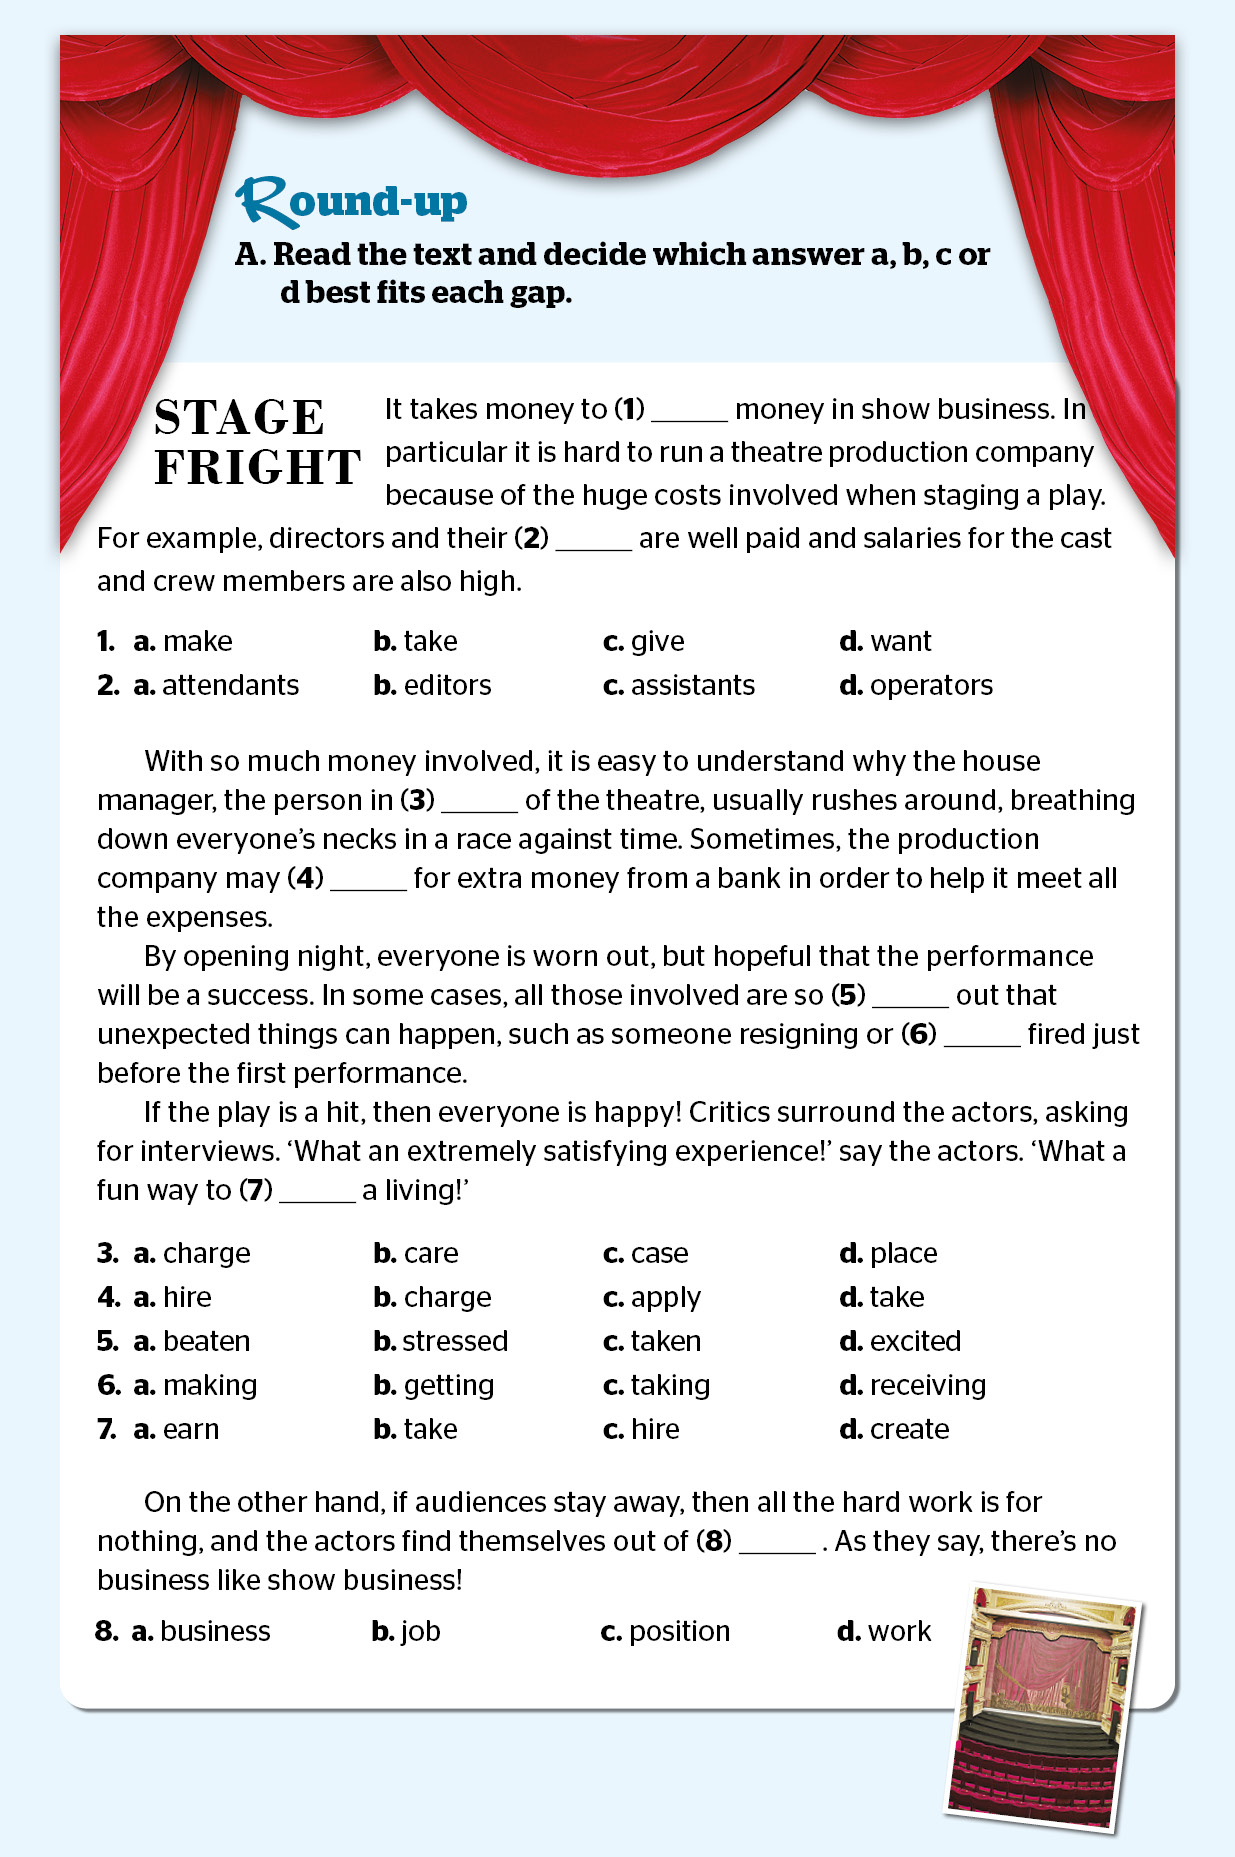 Round-up
A. Read the text and decide which answer a, b, c or
d best fits each gap.
STAGE
FRIGHT
It takes money to (1) _____ money in show business. In
particular it is hard to run a theatre production company
because of the huge costs involved when staging a play.
For example, directors and their (2) _____ are well paid and salaries for the cast
and crew members are also high.
1. a. make b. take c. give d. want
2. a. attendants b. editors c. assistants d. operators
With so much money involved, it is easy to understand why the house
manager, the person in (3) _____ of the theatre, usually rushes around, breathing
down everyone's necks in a race against time. Sometimes, the production
company may (4) _____ for extra money from a bank in order to help it meet all
the expenses.
By opening night, everyone is worn out, but hopeful that the performance
will be a success. In some cases, all those involved are so (5) _____ out that
unexpected things can happen, such as someone resigning or (6) _____ fired just
before the first performance.
If the play is a hit, then everyone is happy! Critics surround the actors, asking
for interviews. ‘What an extremely satisfying experience!’ say the actors. ‘What a
fun way to (7) _____ a living!’
3. a. charge b. care c. case d. place
4. a. hire b. charge c. apply d. take
5. a. beaten b. stressed c. taken d. excited
6. a. making b. getting c. taking d. receiving
7. a. earn b. take c. hire d. create
On the other hand, if audiences stay away, then all the hard work is for
nothing, and the actors find themselves out of (8) _____ . As they say, there's no
business like show business!
8. a. business b. job c. position d. work